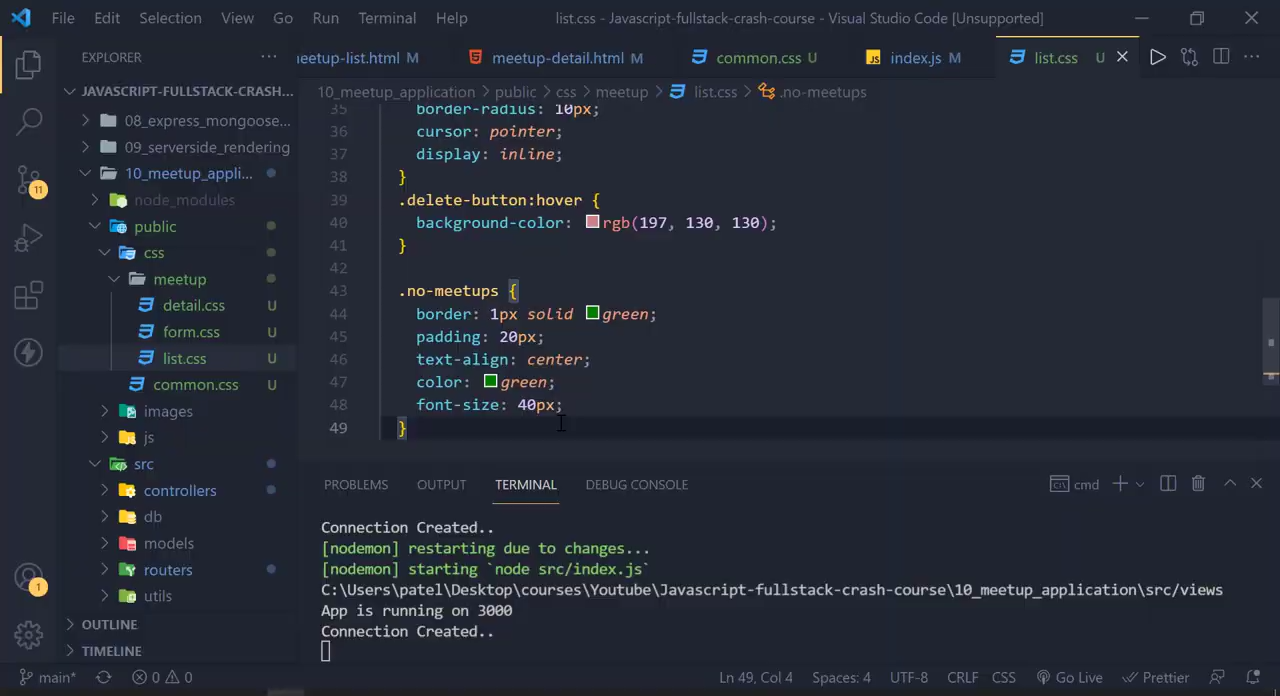 File Edit Selection View Go Run Terminal Help list.css - Javascript-fullstack-crash-course - Visual Studio Code [Unsupported]
EXPLORER
eetup-list.html M meetup-detail.html M common.css U index.js M list.css U
JAVASCRIPT-FULLSTACK-CRASH...
10_meetup_application > public > css > meetup > list.css > .no-meetups
08_express_mongoose...
09_serverside_rendering
10_meetup_appli...
node_modules
public
css
meetup
detail.css U
form.css U
list.css U
common.css U
images
js
src
controllers
db
models
routers
utils
OUTLINE
TIMELINE
11
1
35 border-radius: 10px;
36 cursor: pointer;
37 display: inline;
38 }
39 .delete-button:hover {
40 background-color: rgb(197, 130, 130);
41 }
42
43 .no-meetups {
44 border: 1px solid green;
45 padding: 20px;
46 text-align: center;
47 color: green;
48 font-size: 40px;
49 }
PROBLEMS OUTPUT TERMINAL DEBUG CONSOLE cmd
Connection Created..
[nodemon] restarting due to changes...
[nodemon] starting `node src/index.js`
C:\Users\patel\Desktop\courses\Youtube\Javascript-fullstack-crash-course\10_meetup_application\src/views
App is running on 3000
Connection Created..
main* 0 0 Ln 49, Col 4 Spaces: 4 UTF-8 CRLF CSS Go Live Prettier